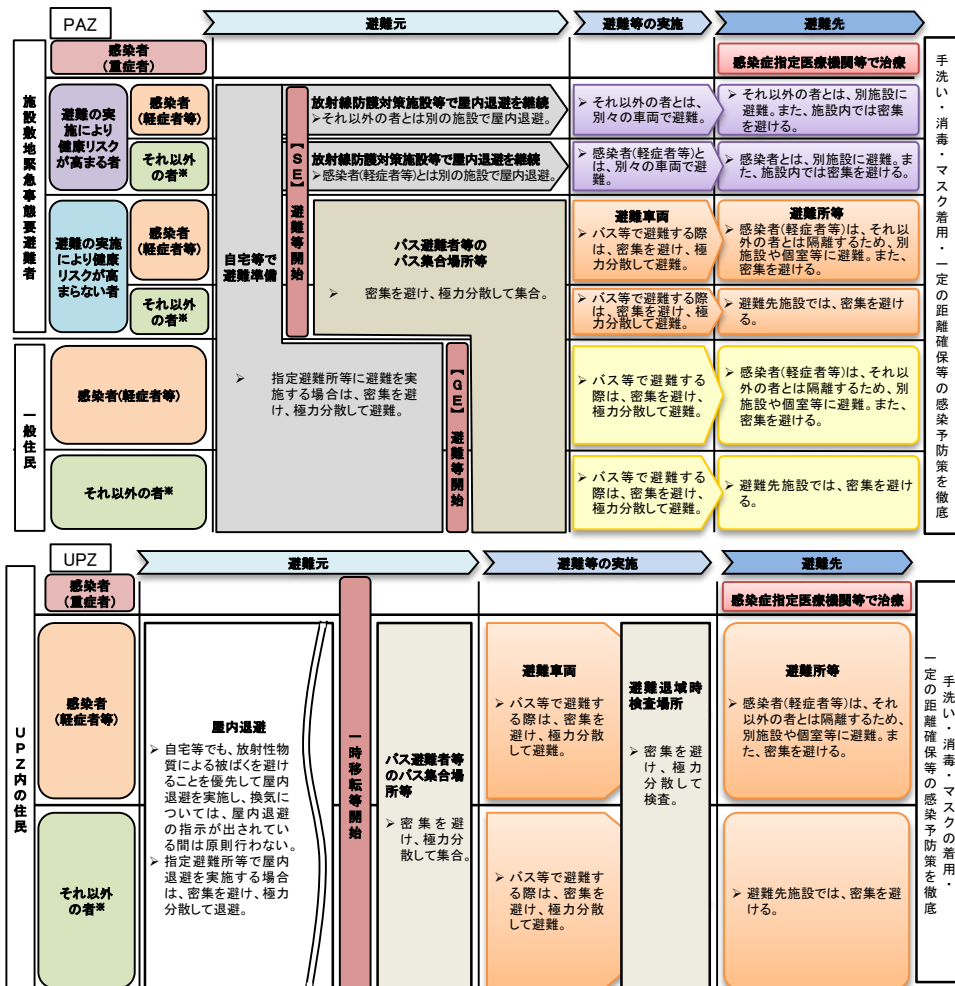 PAZ
避難元
避難等の実施
避難先
施設敷地緊急事態要避難者
感染者
(重症者)
感染症指定医療機関等で治療
避難の実
施により
健康リスク
が高まる者
感染者
(軽症者等)
放射線防護対策施設等で屋内退避を継続
➢それ以外の者とは別の施設で屋内退避。
➢ それ以外の者とは、
別々の車両で避難。
➢ それ以外の者とは、別施設に
避難。また、施設内では密集
を避ける。
それ以外
の者※
放射線防護対策施設等で屋内退避を継続
➢感染者(軽症者等)とは別の施設で屋内退避。
➢ 感染者(軽症者等)と
は、別々の車両で避
難。
➢ 感染者とは、別施設に避難。ま
た、施設内では密集を避ける。
避難の実施
により健康
リスクが高
まらない者
感染者
(軽症者等)
自宅等で
避難準備
【SE】避難等開始
バス避難者等の
バス集合場所等
➢ 密集を避け、極力分散して集合。
避難車両
➢ バス等で避難する際
は、密集を避け、極
力分散して避難。
避難所等
➢ 感染者(軽症者等)は、それ以
外の者とは隔離するため、別
施設や個室等に避難。また、
密集を避ける。
それ以外
の者※
➢ バス等で避難する際
は、密集を避け、極
力分散して避難。
➢ 避難先施設では、密集を避け
る。
一般住民
感染者(軽症者等)
➢ 指定避難所等に避難を実
施する場合は、密集を避
け、極力分散して避難。
【GE】避難等開始
➢ バス等で避難する
際は、密集を避け、
極力分散して避難。
➢ 感染者(軽症者等)は、それ以
外の者とは隔離するため、別
施設や個室等に避難。また、
密集を避ける。
それ以外の者※
➢ バス等で避難する
際は、密集を避け、
極力分散して避難。
➢ 避難先施設では、密集を避け
る。
手洗い・消毒・マスク着用・一定の距離確保等の感染予防策を徹底
UPZ
避難元
避難等の実施
避難先
UPZ内の住民
感染者
(重症者)
感染症指定医療機関等で治療
感染者
(軽症者等)
屋内退避
➢ 自宅等でも、放射性物
質による被ばくを避け
ることを優先して屋内
退避を実施し、換気に
ついては、屋内退避
の指示が出されてい
る間は原則行わない。
➢ 指定避難所等で屋内
退避を実施する場合
は、密集を避け、極力
分散して退避。
一時移転等開始
バス避難者等
のバス集合場
所等
➢ 密集を避
け、極力分
散して集合。
避難車両
➢ バス等で避難す
る際は、密集を
避け、極力分散
して避難。
避難退域時
検査場所
➢ 密集を避
け、極力
分散して
検査。
避難所等
➢ 感染者(軽症者等)は、それ
以外の者とは隔離するため、
別施設や個室等に避難。ま
た、密集を避ける。
それ以外
の者※
➢ バス等で避難す
る際は、密集を
避け、極力分散
して避難。
➢ 避難先施設では、密集を避
ける。
手洗い・消毒・マスクの着用・
一定の距離確保等の感染予防策を徹底